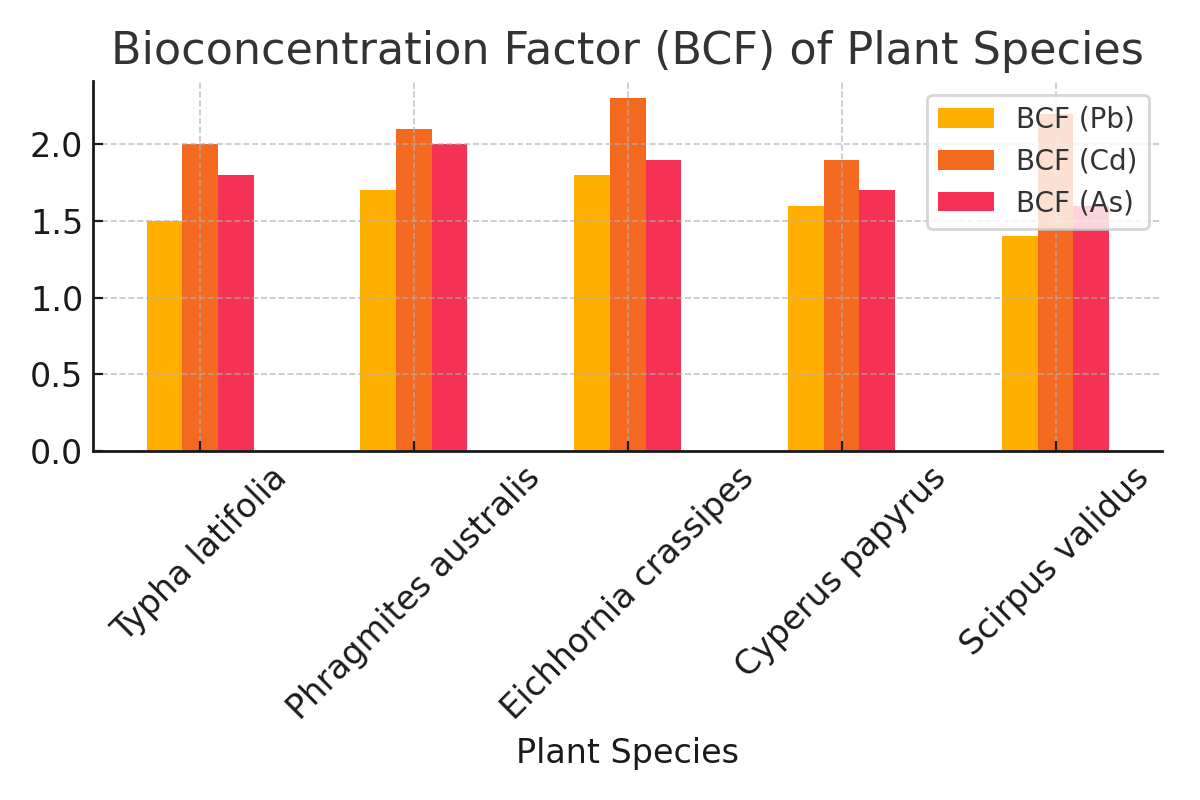 Bioconcentration Factor (BCF) of Plant Species
BCF (Pb)
BCF (Cd)
BCF (As)
2.0
1.5
1.0
0.5
0.0
Typha latifolia
Phragmites australis
Eichhornia crassipes
Cyperus papyrus
Scirpus validus
Plant Species